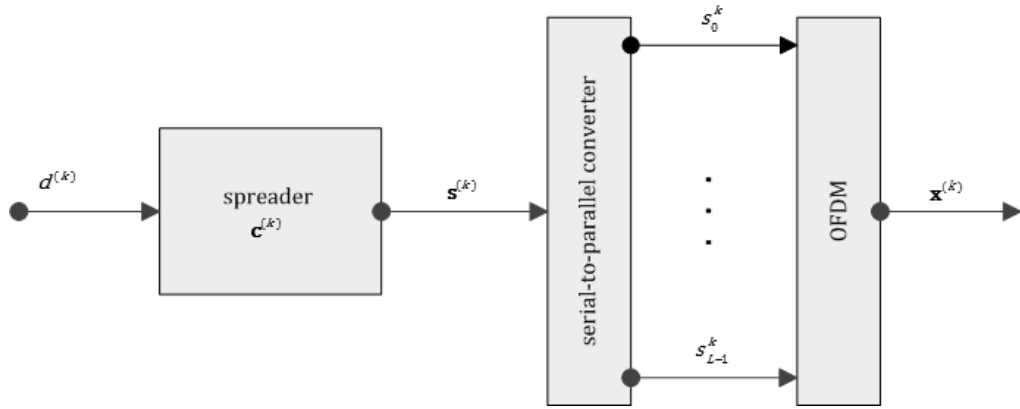 d^(k)
spreader
c^(k)
s^(k)
serial-to-parallel converter
s_0^k
s_{L-1}^k
OFDM
x^(k)